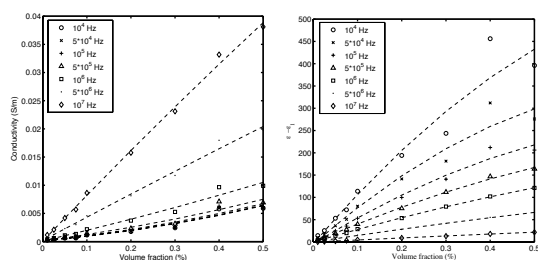 0.04
0.035
0.03
0.025
0.02
0.015
0.01
0.005
0
Conductivity (S/m)
10⁴ Hz
5*10⁴ Hz
10⁵ Hz
5*10⁵ Hz
10⁶ Hz
5*10⁶ Hz
10⁷ Hz
0 0.1 0.2 0.3 0.4 0.5
Volume fraction (%)
500
450
400
350
300
250
200
150
100
50
0
10⁴ Hz
5*10⁴ Hz
10⁵ Hz
5*10⁵ Hz
10⁶ Hz
5*10⁶ Hz
10⁷ Hz
0 0.1 0.2 0.3 0.4 0.5
Volume fraction (%)